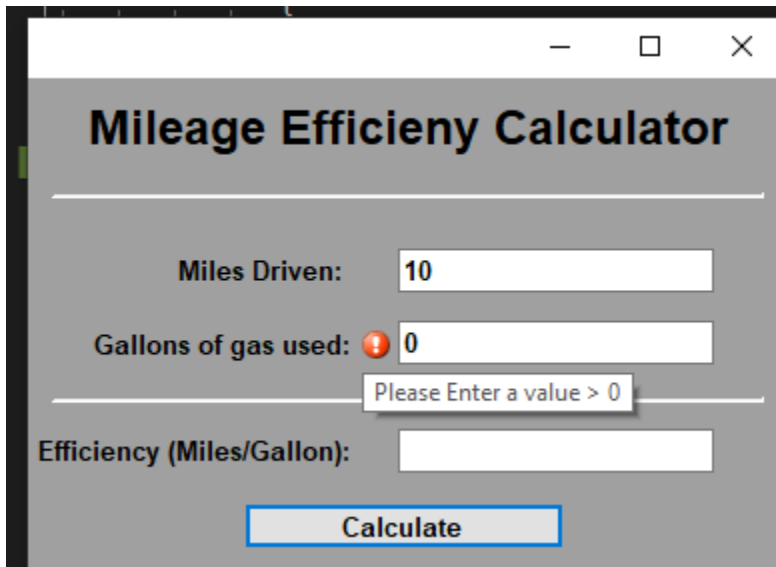 Mileage Efficieny Calculator
Miles Driven: 10
Gallons of gas used: 0
Please Enter a value > 0
Efficiency (Miles/Gallon):
Calculate